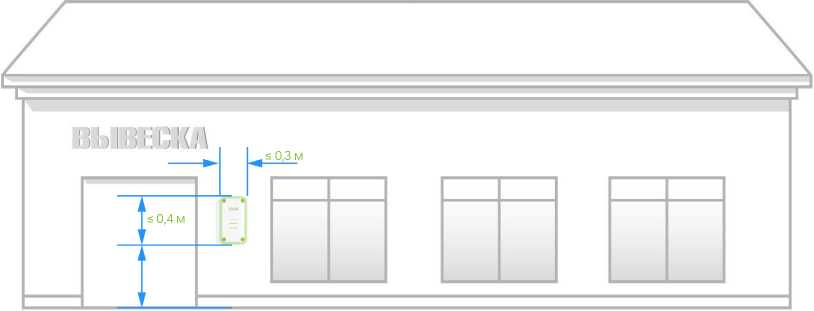 ВЫВЕСКА
≤ 0,3 м
≤ 0,4 м